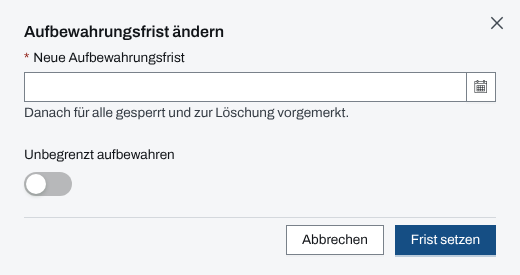 Aufbewahrungsfrist ändern
* Neue Aufbewahrungsfrist
Danach für alle gesperrt und zur Löschung vorgemerkt.
Unbegrenzt aufbewahren
Abbrechen
Frist setzen